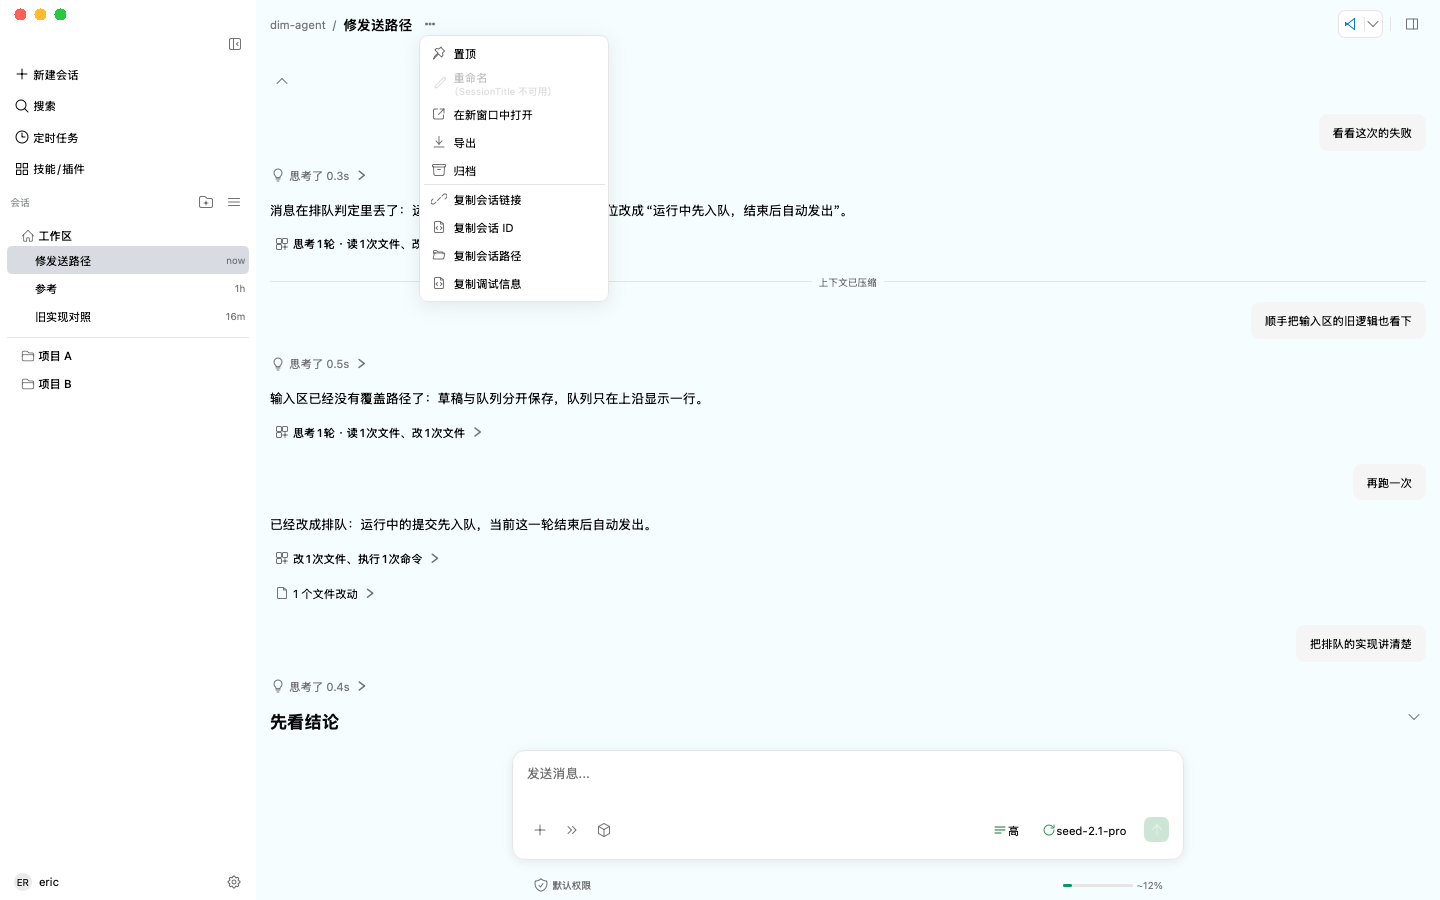 dim-agent / 修发送路径
新建会话
搜索
定时任务
技能/插件
会话
工作区
修发送路径 now
参考 1h
旧实现对照 16m
项目 A
项目 B
ER eric
置顶
重命名
(SessionTitle 不可用)
在新窗口中打开
导出
归档
复制会话链接
复制会话 ID
复制会话路径
复制调试信息
看看这次的失败
思考了 0.3s
消息在排队判定里丢了：运 位改成 “运行中先入队，结束后自动发出”。
思考1轮 · 读1次文件、改
上下文已压缩
顺手把输入区的旧逻辑也看下
思考了 0.5s
输入区已经没有覆盖路径了：草稿与队列分开保存，队列只在上沿显示一行。
思考1轮 · 读1次文件、改1次文件
再跑一次
已经改成排队：运行中的提交先入队，当前这一轮结束后自动发出。
改1次文件、执行1次命令
1 个文件改动
把排队的实现讲清楚
思考了 0.4s
先看结论
发送消息...
高
seed-2.1-pro
默认权限
~12%